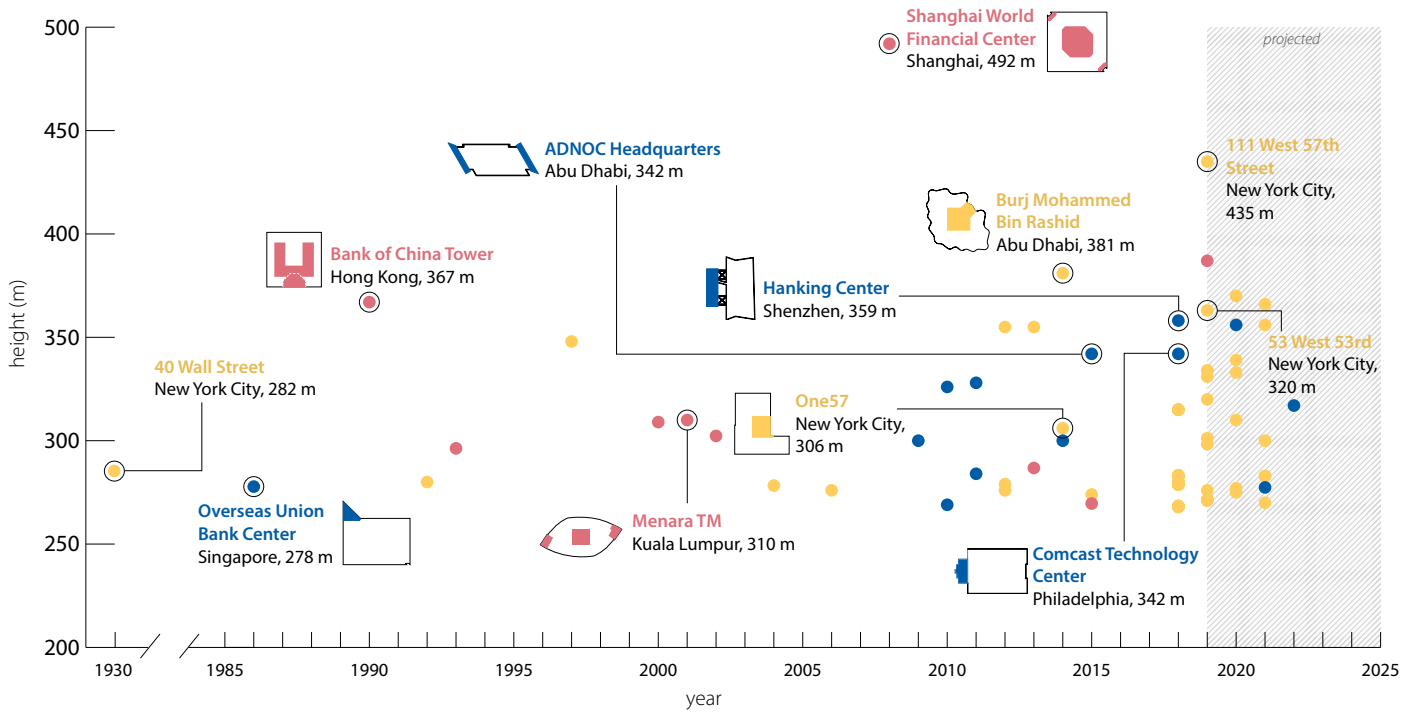 500
450
400
350
300
250
200
height (m)
1930
1985
1990
1995
2000
2005
2010
2015
2020
2025
year
projected
Shanghai World
Financial Center
Shanghai, 492 m
ADNOC Headquarters
Abu Dhabi, 342 m
111 West 57th
Street
New York City,
435 m
Burj Mohammed
Bin Rashid
Abu Dhabi, 381 m
Bank of China Tower
Hong Kong, 367 m
Hanking Center
Shenzhen, 359 m
53 West 53rd
New York City,
320 m
40 Wall Street
New York City, 282 m
One57
New York City,
306 m
Overseas Union
Bank Center
Singapore, 278 m
Menara TM
Kuala Lumpur, 310 m
Comcast Technology
Center
Philadelphia, 342 m